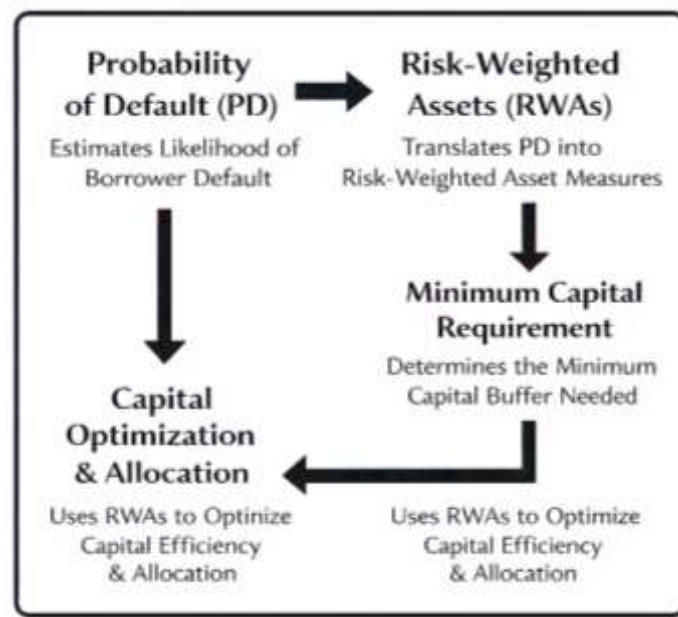 Probability
of Default (PD)
Estimates Likelihood of
Borrower Default
Risk-Weighted
Assets (RWAs)
Translates PD into
Risk-Weighted Asset Measures
Minimum Capital
Requirement
Determines the Minimum
Capital Buffer Needed
Capital
Optimization
& Allocation
Uses RWAs to Optinize
Capital Efficiency
& Allocation
Uses RWAs to Optimize
Capital Efficiency
& Allocation